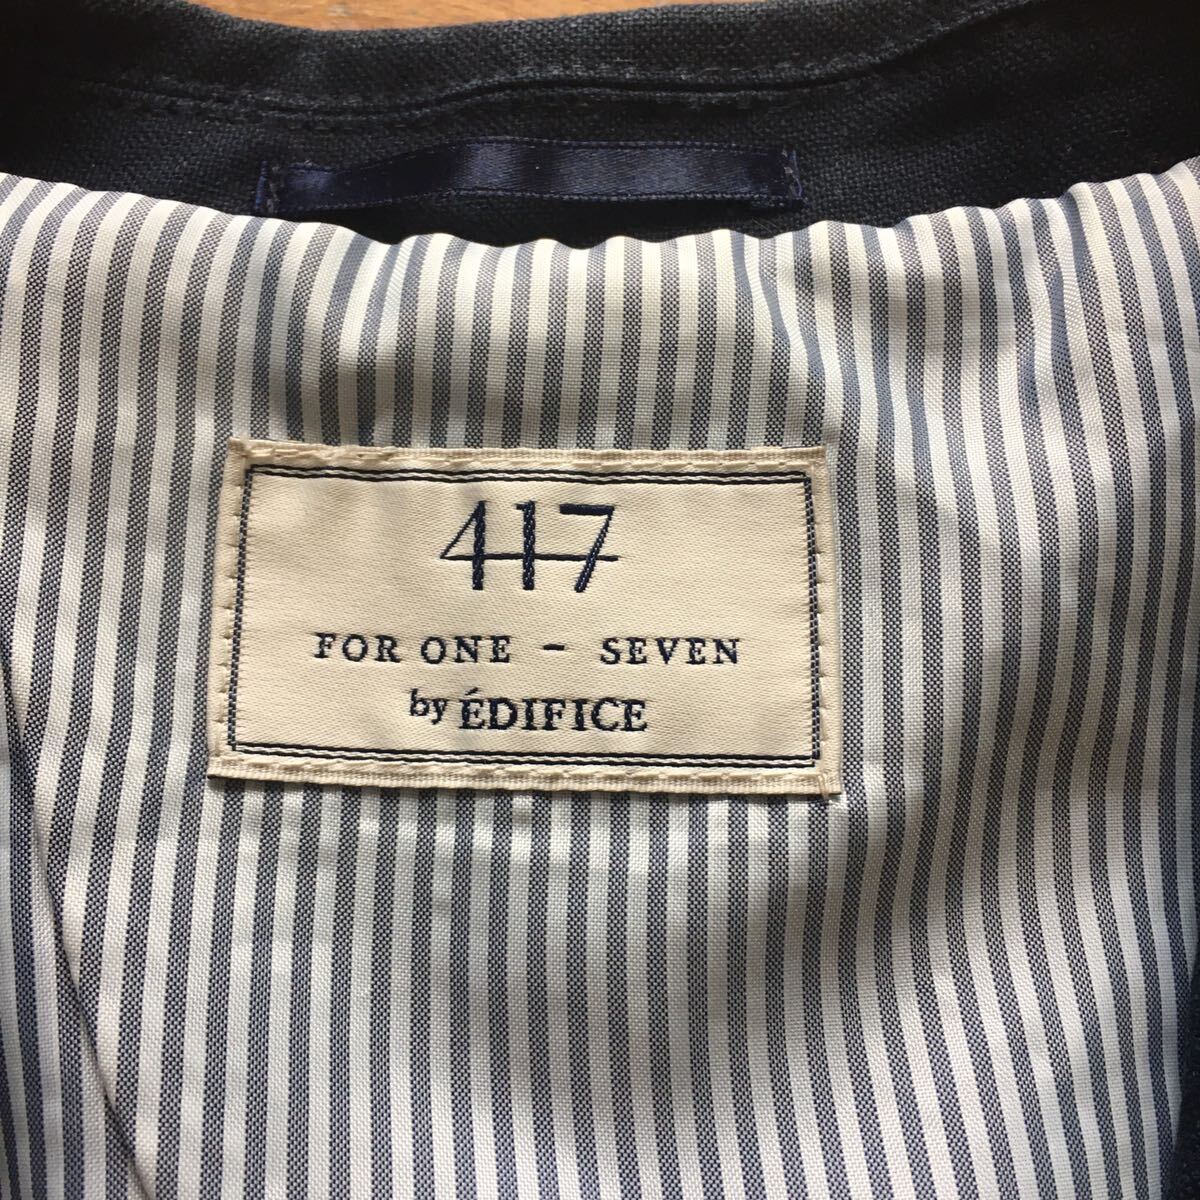 417
FOR ONE - SEVEN
by ÉDIFICE